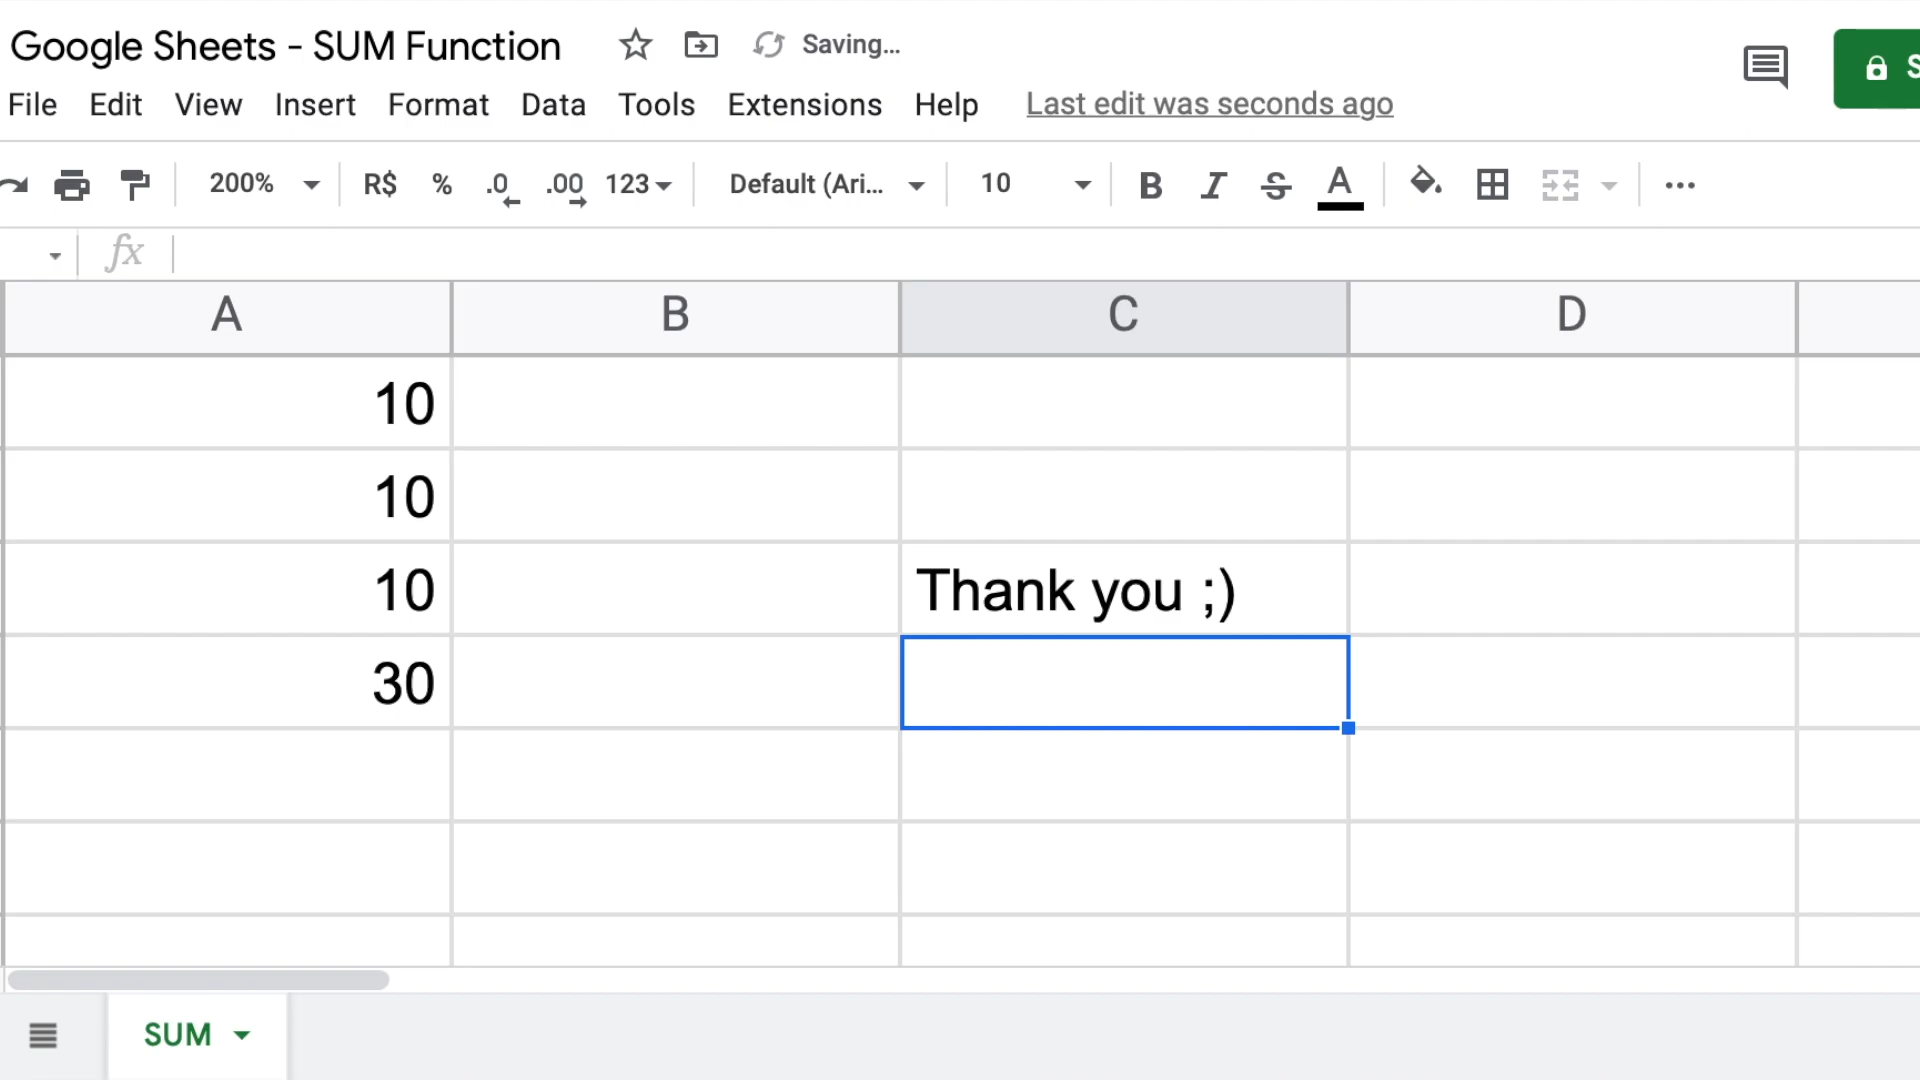 Google Sheets - SUM Function Saving...
File Edit View Insert Format Data Tools Extensions Help Last edit was seconds ago
200% R$ % .0 .00 123 Default (Ari... 10 B I S A
fx
A B C D
10
10
10 Thank you ;)
30
SUM